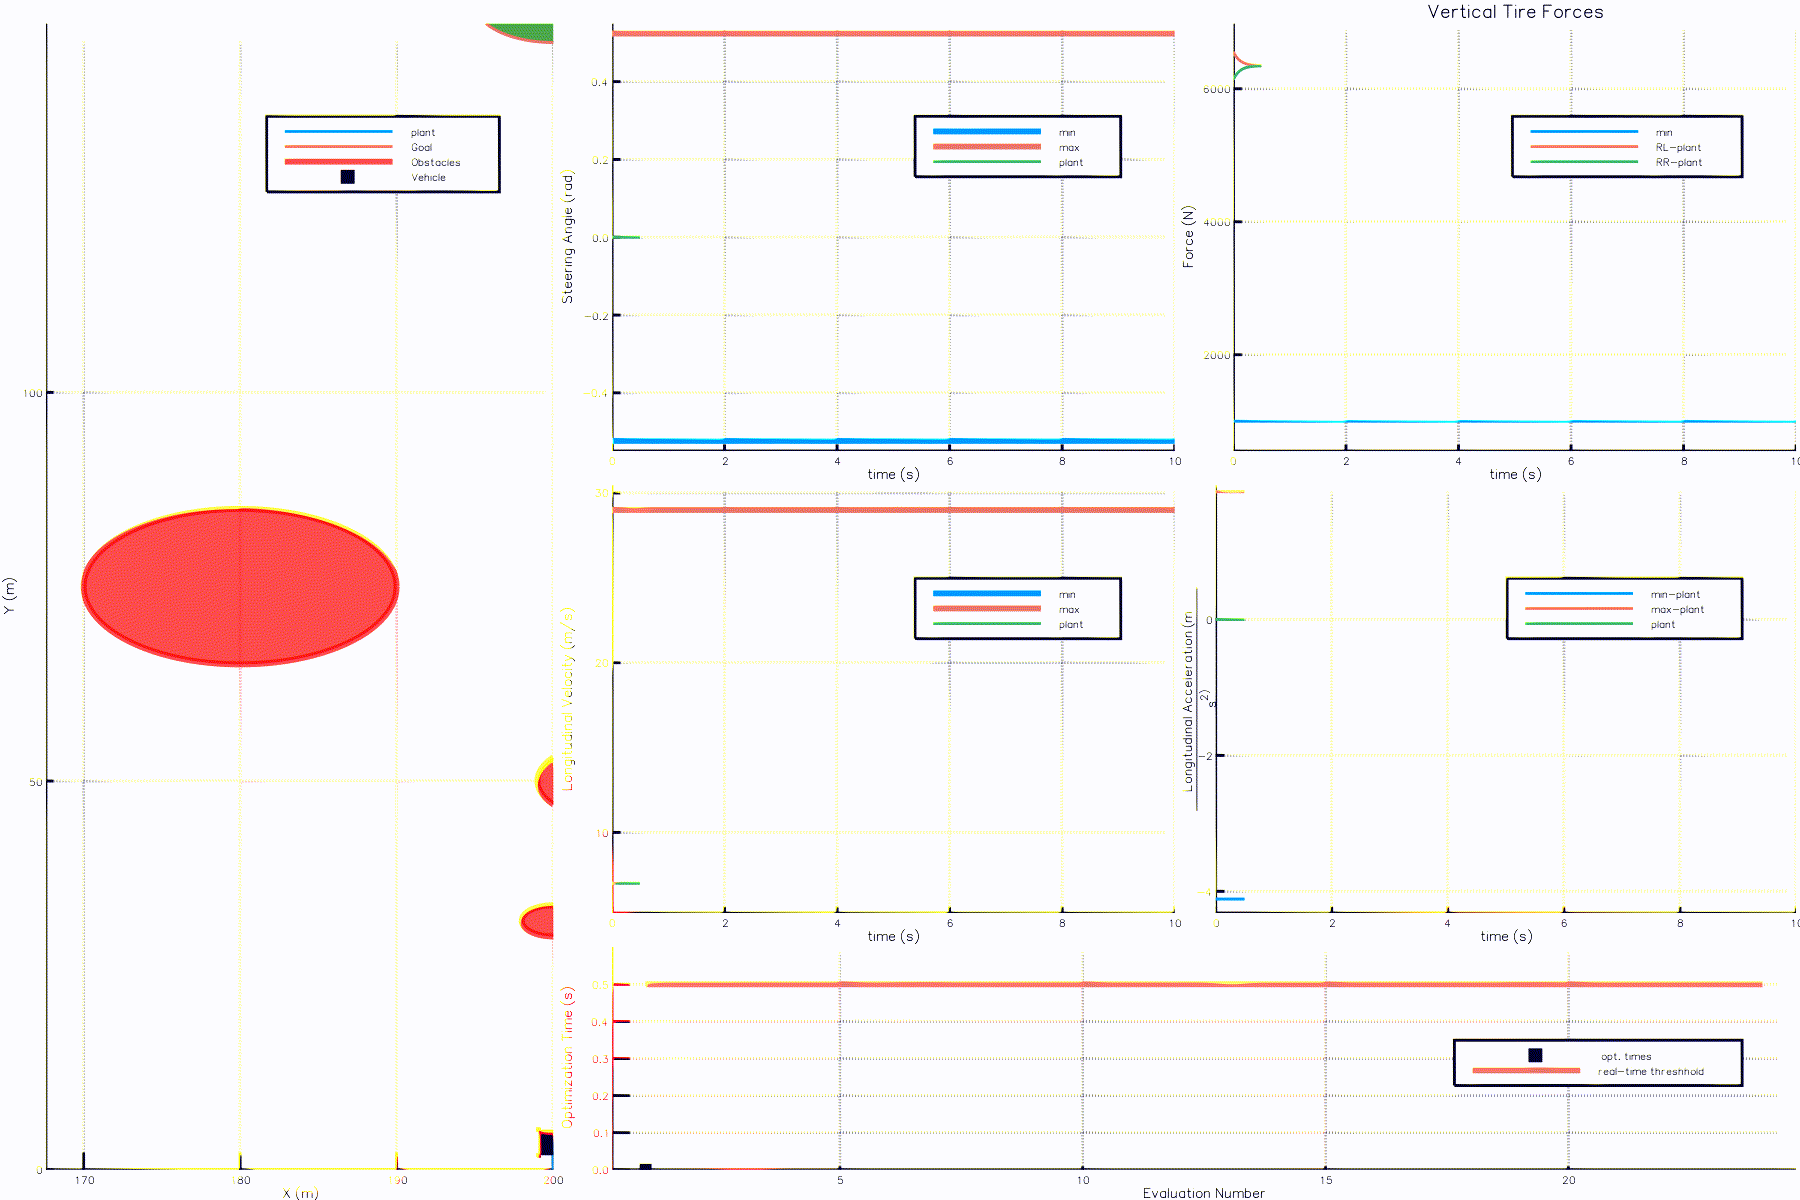 Vertical Tire Forces
plant
Goal
Obstacles
Vehicle
100
50
0
Y (m)
170
180
190
200
X (m)
0.4
0.2
0.0
-0.2
-0.4
Steering Angle (rad)
min
max
plant
0
2
4
6
8
10
time (s)
6000
4000
2000
Force (N)
min
RL-plant
RR-plant
0
2
4
6
8
10
time (s)
30
20
10
Longitudinal Velocity (m/s)
min
max
plant
0
2
4
6
8
10
time (s)
0
-2
-4
Longitudinal Acceleration (m
s^2)
min-plant
max-plant
plant
0
2
4
6
8
10
time (s)
0.5
0.4
0.3
0.2
0.1
0.0
Optimization Time (s)
opt. times
real-time threshhold
5
10
15
20
Evaluation Number